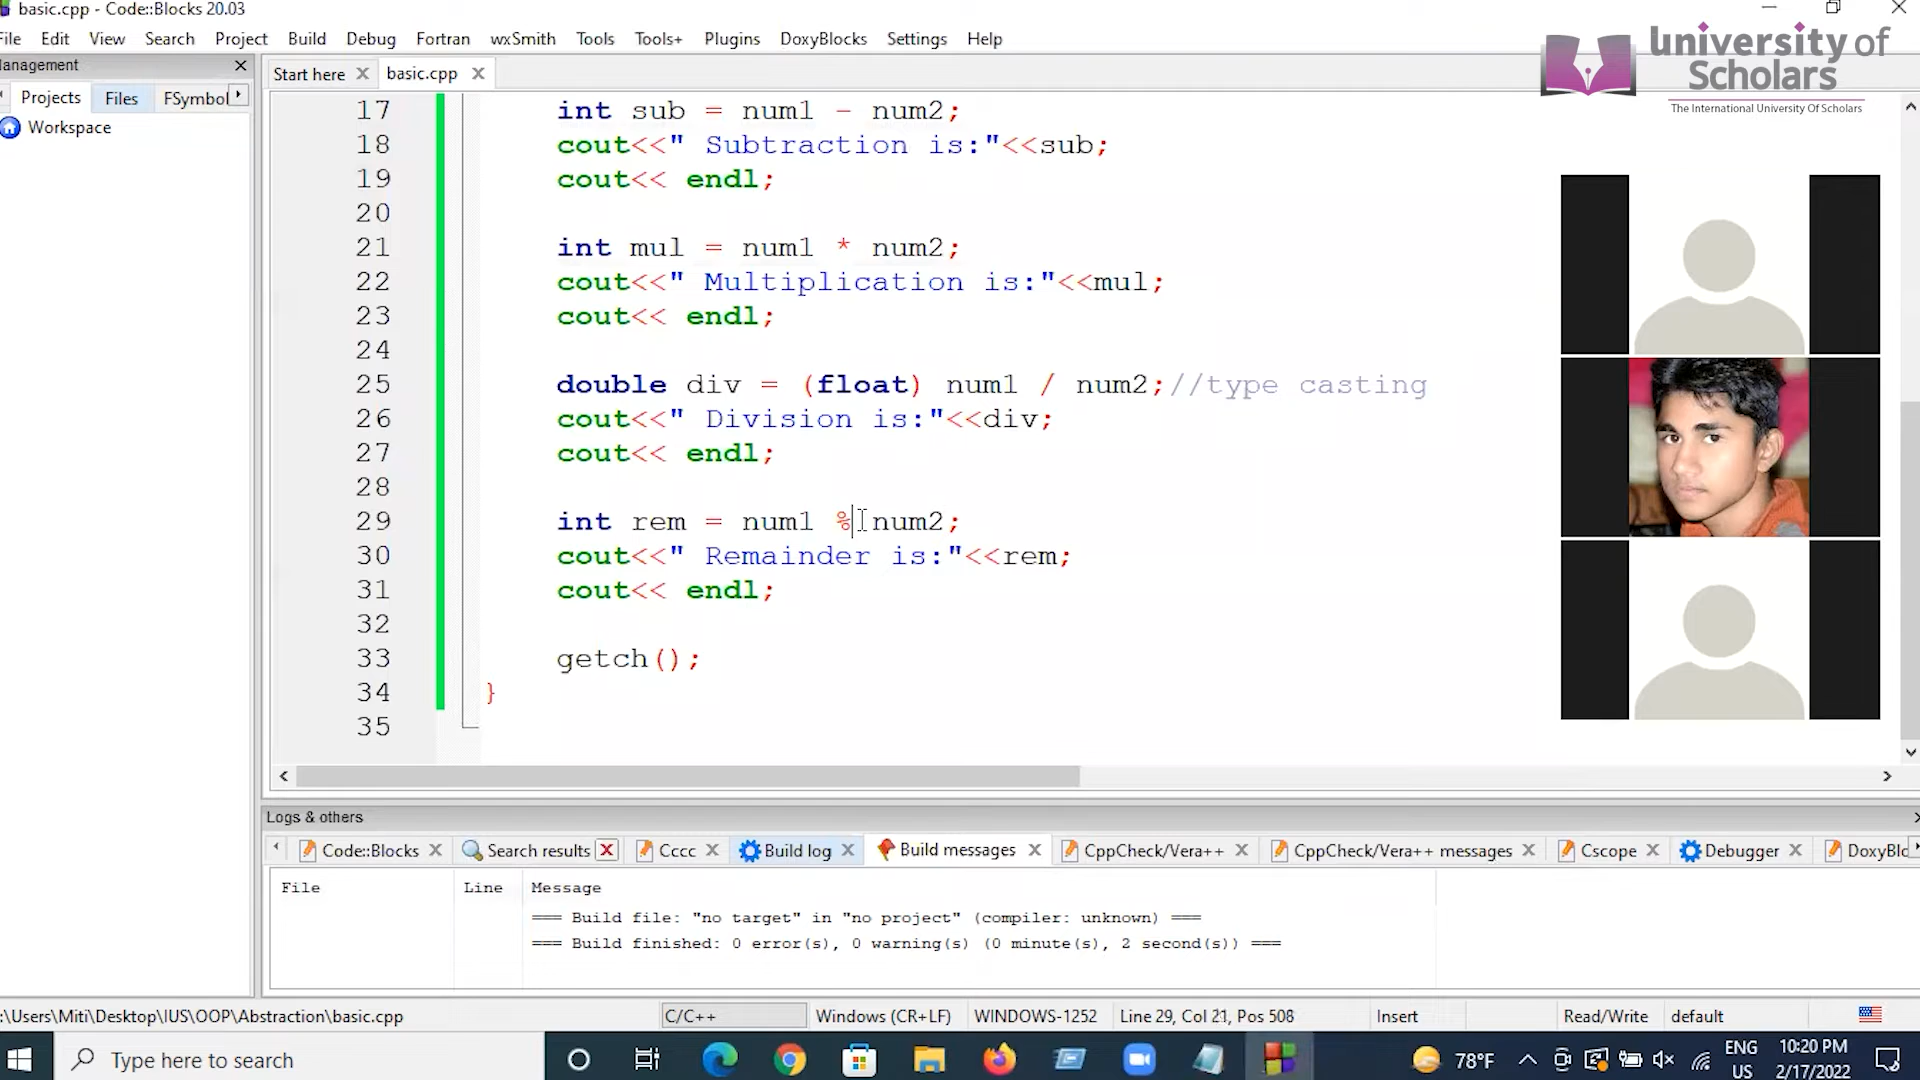 basic.cpp - Code::Blocks 20.03
File Edit View Search Project Build Debug Fortran wxSmith Tools Tools+ Plugins DoxyBlocks Settings Help
University of
Scholars
The International University Of Scholars
anagement
Projects Files FSymbol
Workspace
Start here basic.cpp
17 int sub = num1 - num2;
18 cout<<" Subtraction is:"<<sub;
19 cout<< endl;
20
21 int mul = num1 * num2;
22 cout<<" Multiplication is:"<<mul;
23 cout<< endl;
24
25 double div = (float) num1 / num2;//type casting
26 cout<<" Division is:"<<div;
27 cout<< endl;
28
29 int rem = num1 % num2;
30 cout<<" Remainder is:"<<rem;
31 cout<< endl;
32
33 getch();
34 }
35
Logs & others
Code::Blocks Search results Cccc Build log Build messages CppCheck/Vera++ CppCheck/Vera++ messages Cscope Debugger DoxyBlo
File Line Message
=== Build file: "no target" in "no project" (compiler: unknown) ===
=== Build finished: 0 error(s), 0 warning(s) (0 minute(s), 2 second(s)) ===
:\Users\Miti\Desktop\IUS\OOP\Abstraction\basic.cpp C/C++ Windows (CR+LF) WINDOWS-1252 Line 29, Col 21, Pos 508 Insert Read/Write default
Type here to search 78°F ENG US 10:20 PM 2/17/2022